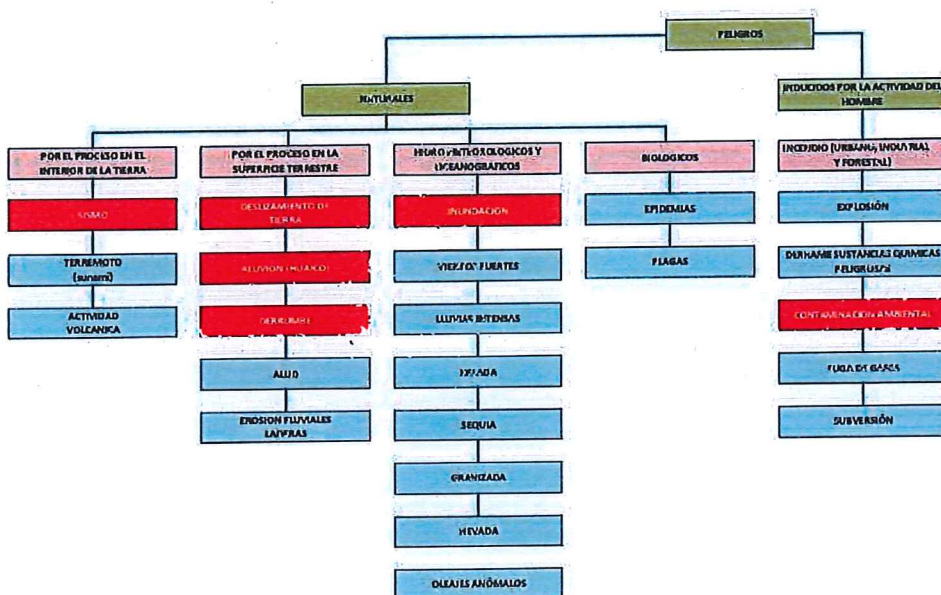 PELIGROS
NATURALES
INDUCIDOS POR LA ACTIVIDAD DEL
HOMBRE
POR EL PROCESO EN EL
INTERIOR DE LA TIERRA
SISMO
TERREMOTO
(sunami)
ACTIVIDAD
VOLCANICA
POR EL PROCESO EN LA
SUPERFICIE TERRESTRE
DESLIZAMIENTO DE
TIERRA
ALUVION (HUAICO)
DERRUMBE
ALUD
EROSION FLUVIALES
LADERAS
HIDRO METEOROLOGICOS Y
OCEANOGRÁFICOS
INUNDACION
VIENTOS FUERTES
LLUVIAS INTENSAS
HELADA
SEQUIA
GRANIZADA
NEVADA
OLEAJES ANÓMALOS
BIOLOGICOS
EPIDEMIAS
PLAGAS
INCENDIO (URBANO, INDUSTRIAL
Y FORESTAL)
EXPLOSIÓN
DERRAME SUSTANCIAS QUIMICAS
PELIGROSAS
CONTAMINACION AMBIENTAL
FUGA DE GASES
SUBVERSIÓN